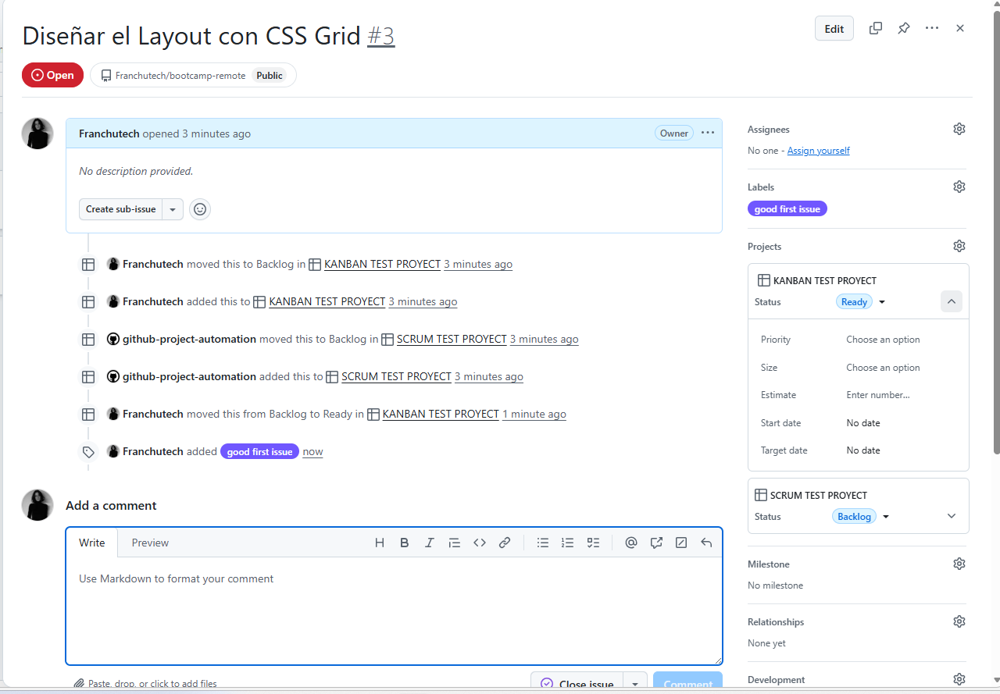 Diseñar el Layout con CSS Grid #3
Edit
Open
Franchutech/bootcamp-remote Public
Franchutech opened 3 minutes ago
Owner
No description provided.
Create sub-issue
Franchutech moved this to Backlog in KANBAN TEST PROYECT 3 minutes ago
Franchutech added this to KANBAN TEST PROYECT 3 minutes ago
github-project-automation moved this to Backlog in SCRUM TEST PROYECT 3 minutes ago
github-project-automation added this to SCRUM TEST PROYECT 3 minutes ago
Franchutech moved this from Backlog to Ready in KANBAN TEST PROYECT 1 minute ago
Franchutech added good first issue now
Add a comment
Write Preview
Use Markdown to format your comment
Paste, drop, or click to add files
Close issue
Comment
Assignees
No one - Assign yourself
Labels
good first issue
Projects
KANBAN TEST PROYECT
Status Ready
Priority Choose an option
Size Choose an option
Estimate Enter number...
Start date No date
Target date No date
SCRUM TEST PROYECT
Status Backlog
Milestone
No milestone
Relationships
None yet
Development